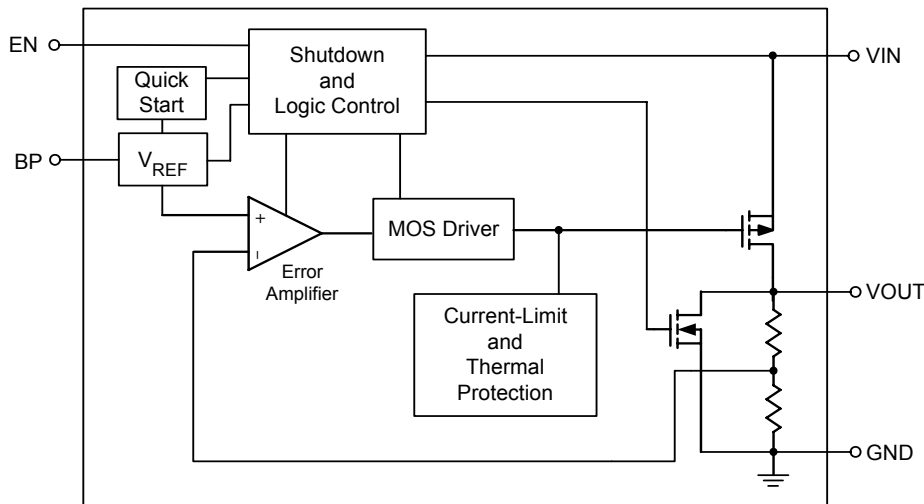 EN
Shutdown
and
Logic Control
VIN
Quick
Start
BP
VREF
+
-
MOS Driver
Error
Amplifier
VOUT
Current-Limit
and
Thermal
Protection
GND